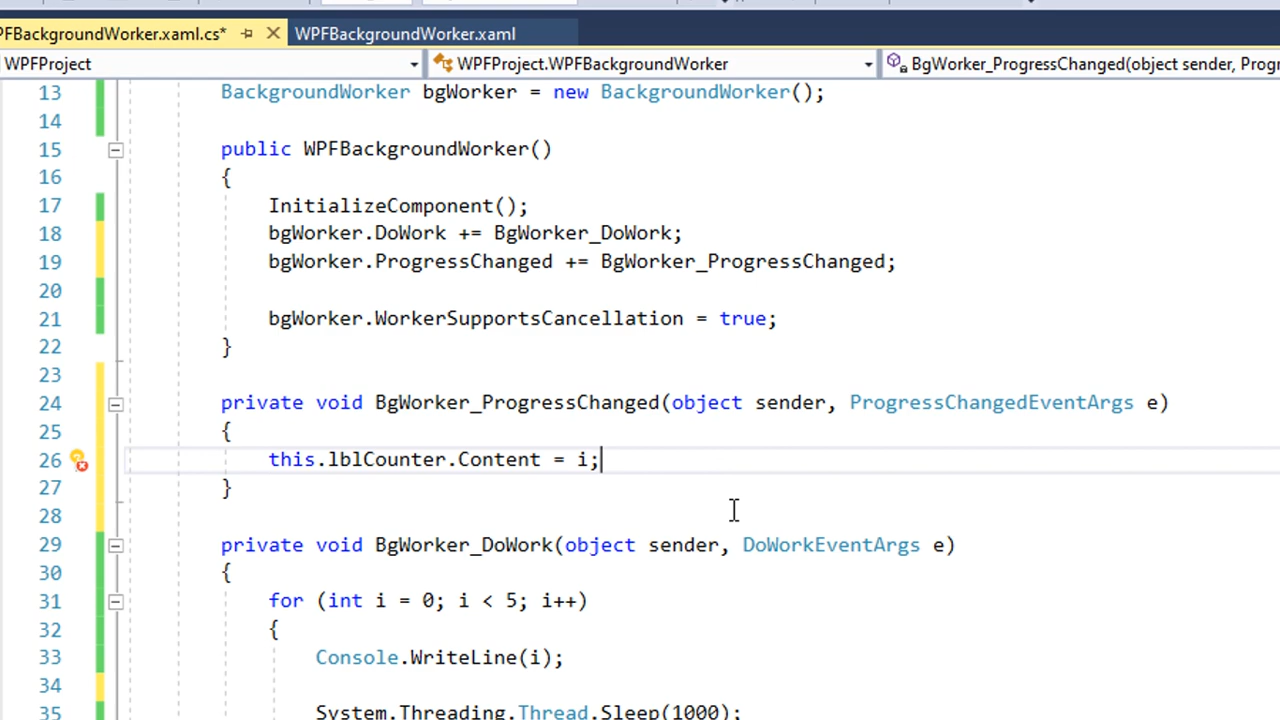 PFBackgroundWorker.xaml.cs*
WPFBackgroundWorker.xaml
WPFProject
WPFProject.WPFBackgroundWorker
BgWorker_ProgressChanged(object sender, Progr
13 BackgroundWorker bgWorker = new BackgroundWorker();
14
15 public WPFBackgroundWorker()
16 {
17 InitializeComponent();
18 bgWorker.DoWork += BgWorker_DoWork;
19 bgWorker.ProgressChanged += BgWorker_ProgressChanged;
20
21 bgWorker.WorkerSupportsCancellation = true;
22 }
23
24 private void BgWorker_ProgressChanged(object sender, ProgressChangedEventArgs e)
25 {
26 this.lblCounter.Content = i;
27 }
28
29 private void BgWorker_DoWork(object sender, DoWorkEventArgs e)
30 {
31 for (int i = 0; i < 5; i++)
32 {
33 Console.WriteLine(i);
34
35 System.Threading.Thread.Sleep(1000);